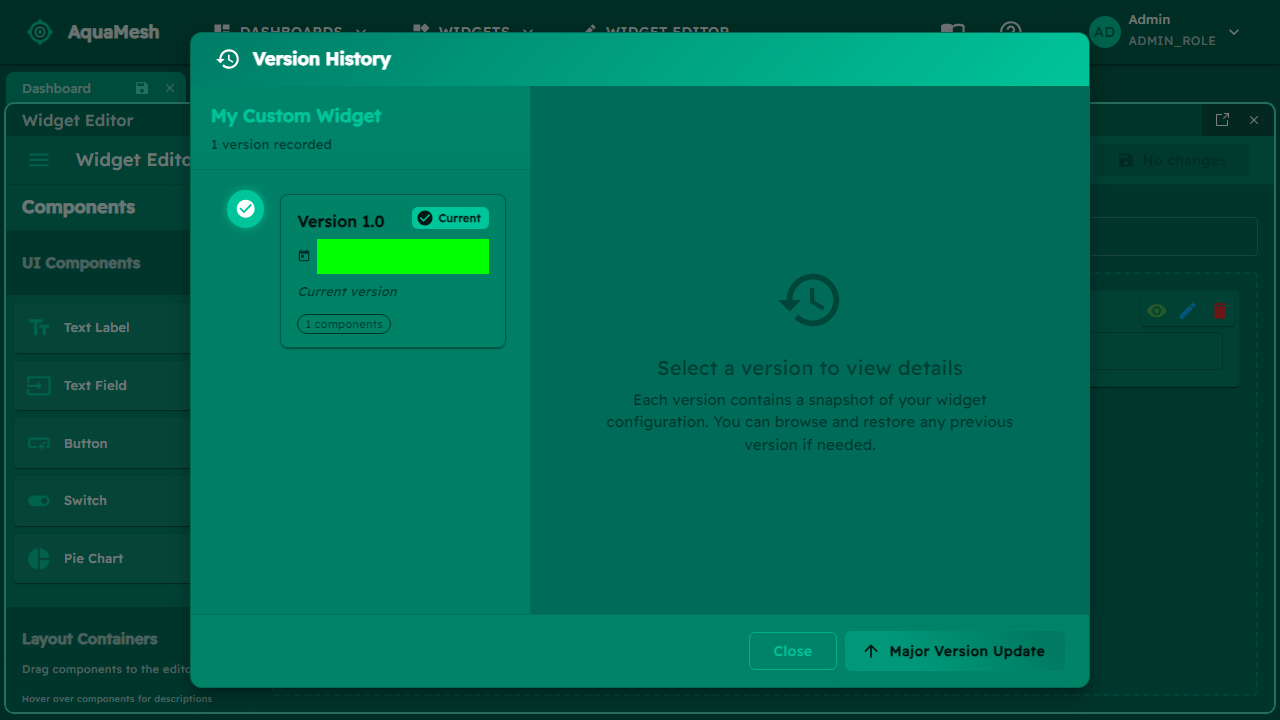 AquaMesh
DASHBOARDS
WIDGETS
WIDGET EDITOR
AD
Admin
ADMIN_ROLE
Dashboard
Widget Editor
Widget Edito
No changes
Components
UI Components
Text Label
Text Field
Button
Switch
Pie Chart
Layout Containers
Drag components to the edito
Hover over components for descriptions
Version History
My Custom Widget
1 version recorded
Version 1.0
Current
Current version
1 components
Select a version to view details
Each version contains a snapshot of your widget
configuration. You can browse and restore any previous
version if needed.
Close
Major Version Update